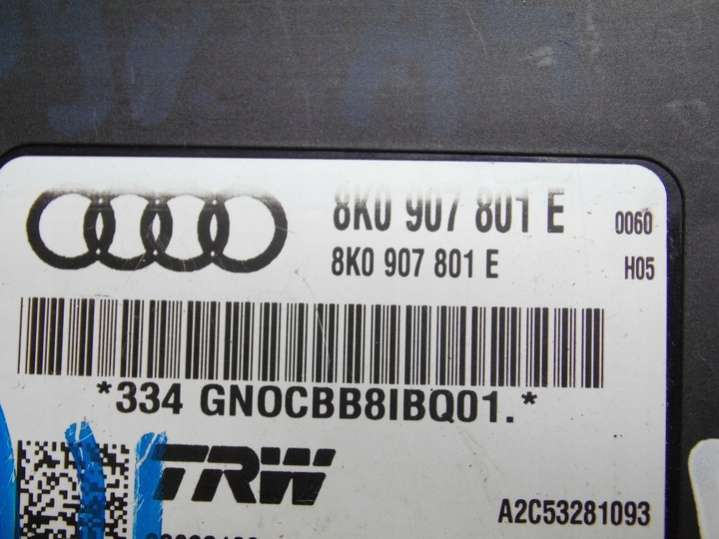 8K0 907 801 E 0060
8K0 907 801 E H05
*334 GNOCBB8IBQ01.*
TRW
A2C53281093